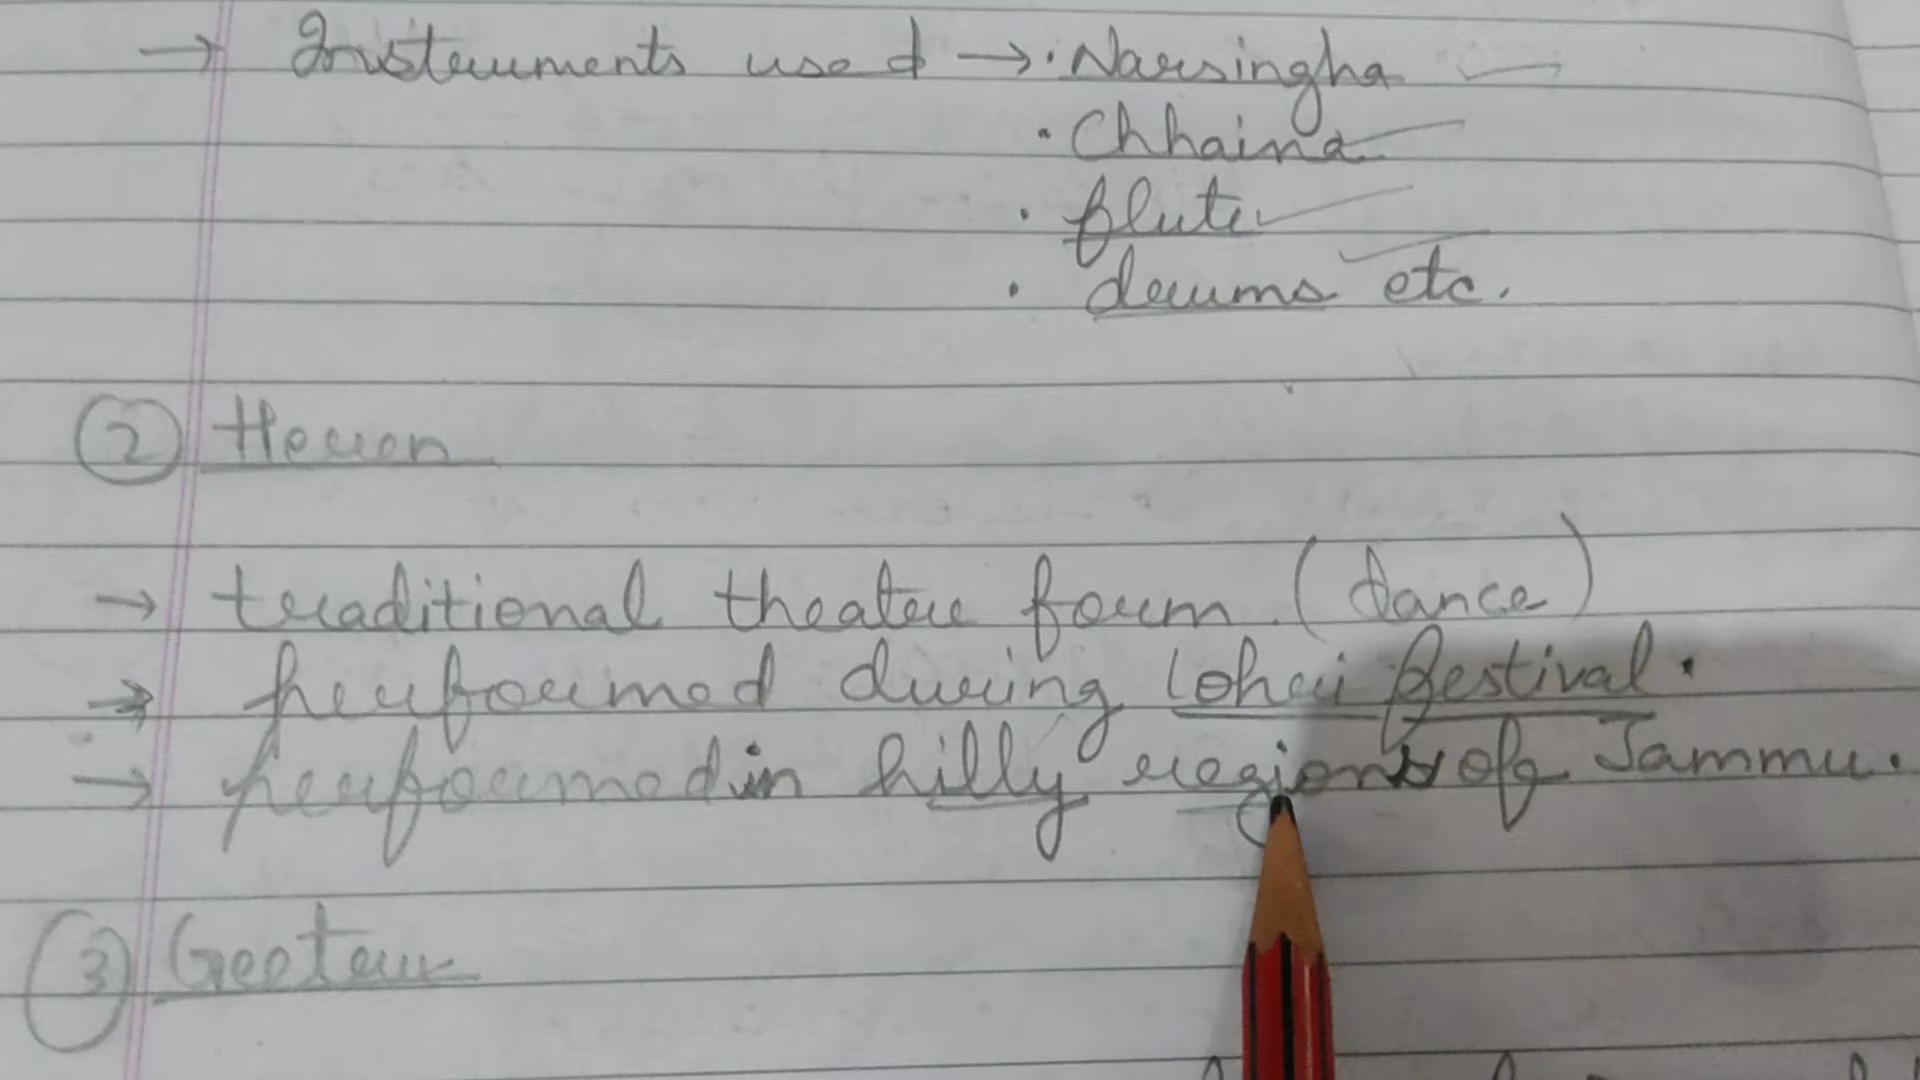 → Instruments used → · Narsingha
· Chhaina
· flute
· drums etc.
② Heren
→ traditional theatre form. (dance)
→ performed during Lohri festival.
→ performed in hilly regions of Jammu.
③ Geetru